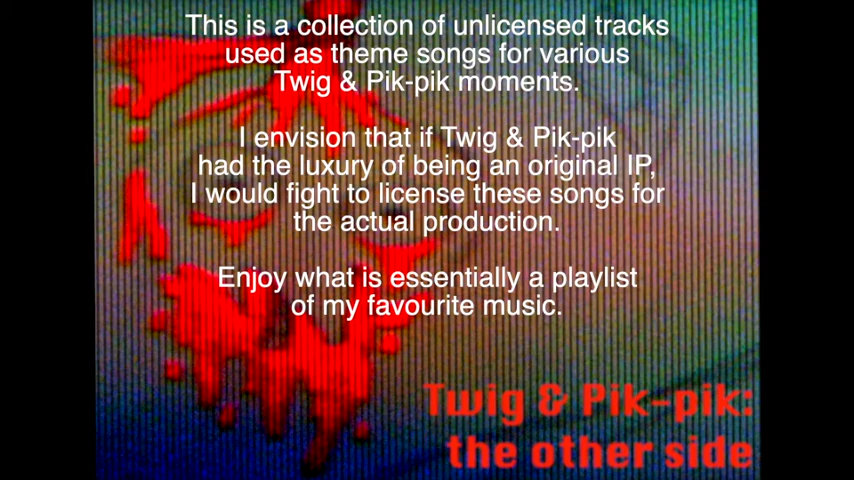 This is a collection of unlicensed tracks
used as theme songs for various
Twig & Pik-pik moments.
I envision that if Twig & Pik-pik
had the luxury of being an original IP,
I would fight to license these songs for
the actual production.
Enjoy what is essentially a playlist
of my favourite music.
Twig & Pik-pik:
the other side